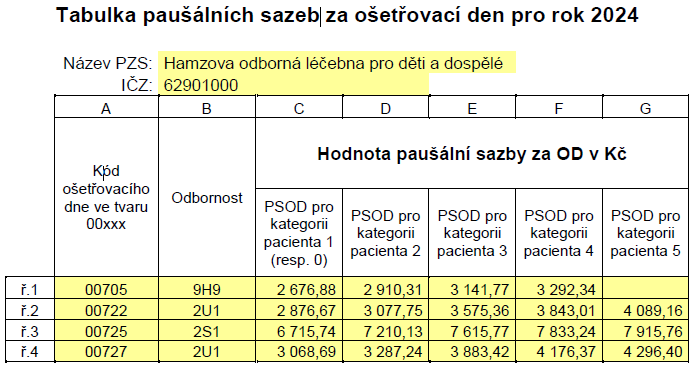 Tabulka paušálních sazeb za ošetřovací den pro rok 2024
Název PZS: Hamzova odborná léčebna pro děti a dospělé
IČZ: 62901000
A B C D E F G
Kód ošetřovacího dne ve tvaru 00xxx
Odbornost
Hodnota paušální sazby za OD v Kč
PSOD pro kategorii pacienta 1 (resp. 0)
PSOD pro kategorii pacienta 2
PSOD pro kategorii pacienta 3
PSOD pro kategorii pacienta 4
PSOD pro kategorii pacienta 5
ř.1 00705 9H9 2 676,88 2 910,31 3 141,77 3 292,34
ř.2 00722 2U1 2 876,67 3 077,75 3 575,36 3 843,01 4 089,16
ř.3 00725 2S1 6 715,74 7 210,13 7 615,77 7 833,24 7 915,76
ř.4 00727 2U1 3 068,69 3 287,24 3 883,42 4 176,37 4 296,40